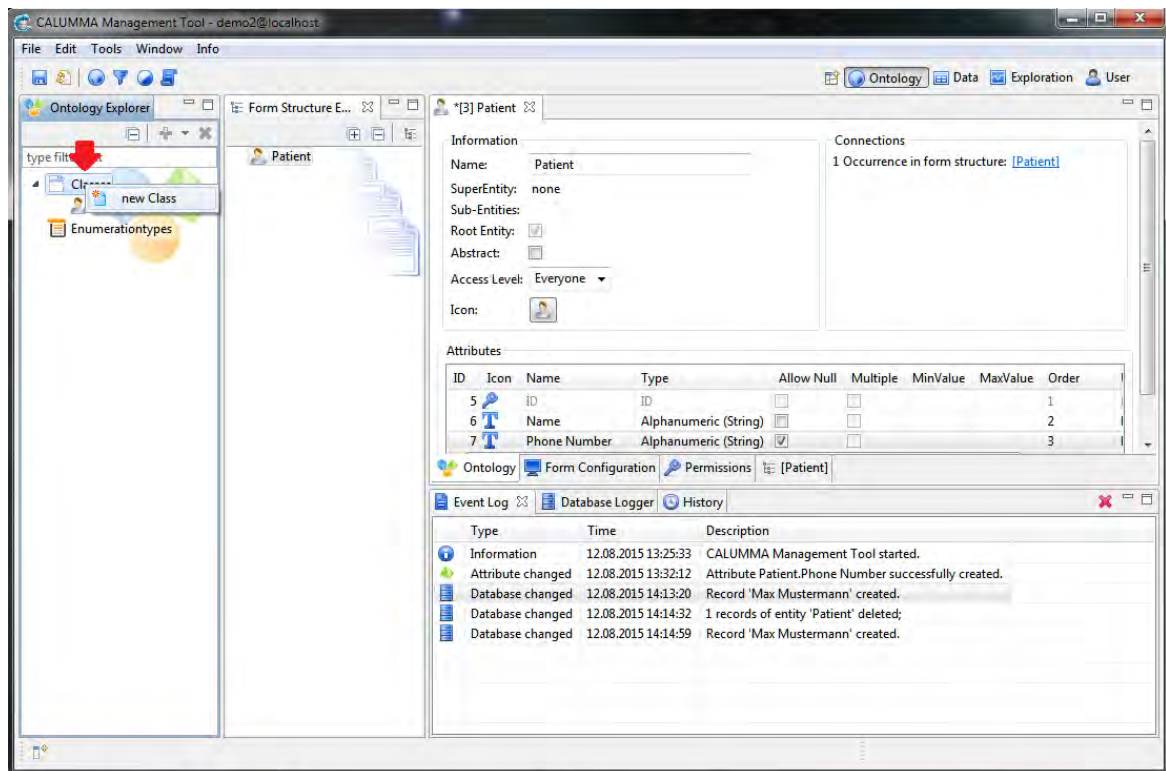 CALUMMA Management Tool - demo2@localhost
File Edit Tools Window Info
Ontology Data Exploration User
Ontology Explorer
Form Structure E...
*[3] Patient
type
Patient
new Class
Enumerationtypes
Information
Name: Patient
SuperEntity: none
Sub-Entities:
Root Entity:
Abstract:
Access Level: Everyone
Icon:
Connections
1 Occurrence in form structure: [Patient]
Attributes
ID Icon Name Type Allow Null Multiple MinValue MaxValue Order
5 ID ID 1
6 Name Alphanumeric (String) 2
7 Phone Number Alphanumeric (String) 3
Ontology Form Configuration Permissions [Patient]
Event Log Database Logger History
Type Time Description
Information 12.08.2015 13:25:33 CALUMMA Management Tool started.
Attribute changed 12.08.2015 13:32:12 Attribute Patient.Phone Number successfully created.
Database changed 12.08.2015 14:13:20 Record 'Max Mustermann' created.
Database changed 12.08.2015 14:14:32 1 records of entity 'Patient' deleted;
Database changed 12.08.2015 14:14:59 Record 'Max Mustermann' created.